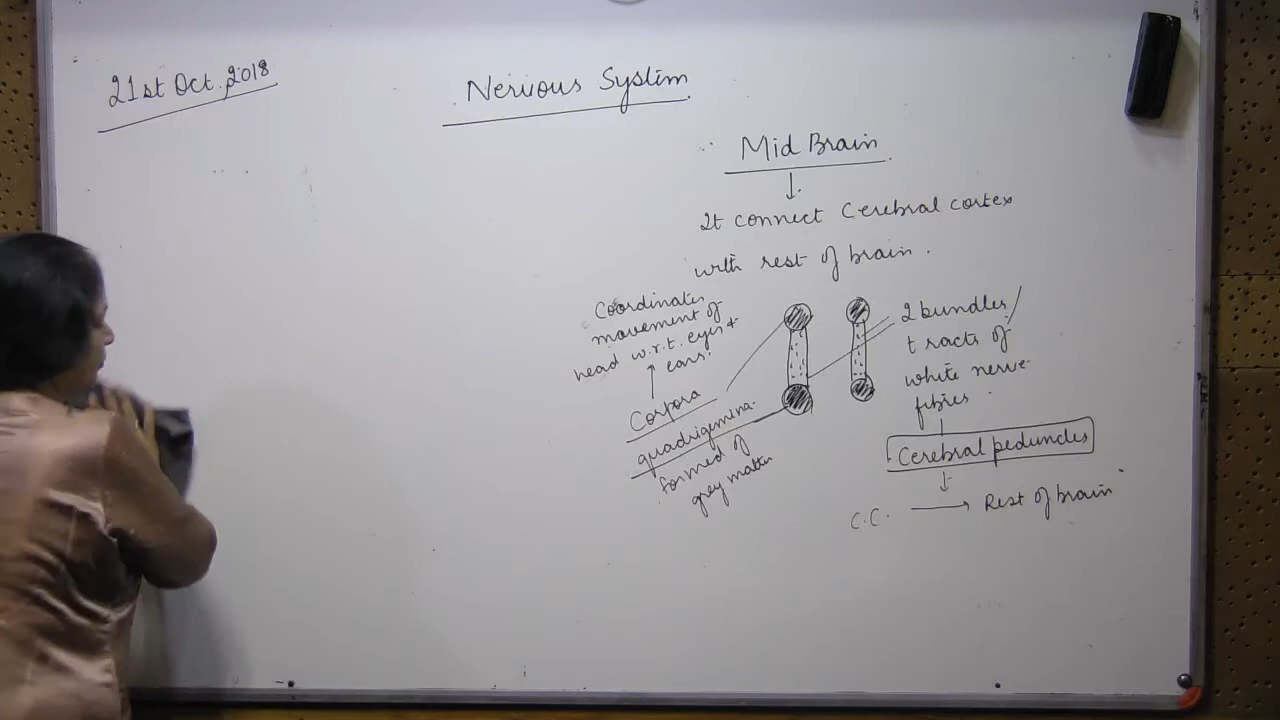 21st Oct. 2018
Nervous System
Mid Brain
It connect Cerebral cortex
with rest of brain.
Coordinates
movement of
head w.r.t. eyes +
ears.
Corpora
quadrigemina-
formed of
grey matter
2 bundles/
tracts of
white nerve
fibres.
Cerebral peduncles
C.C. → Rest of brain